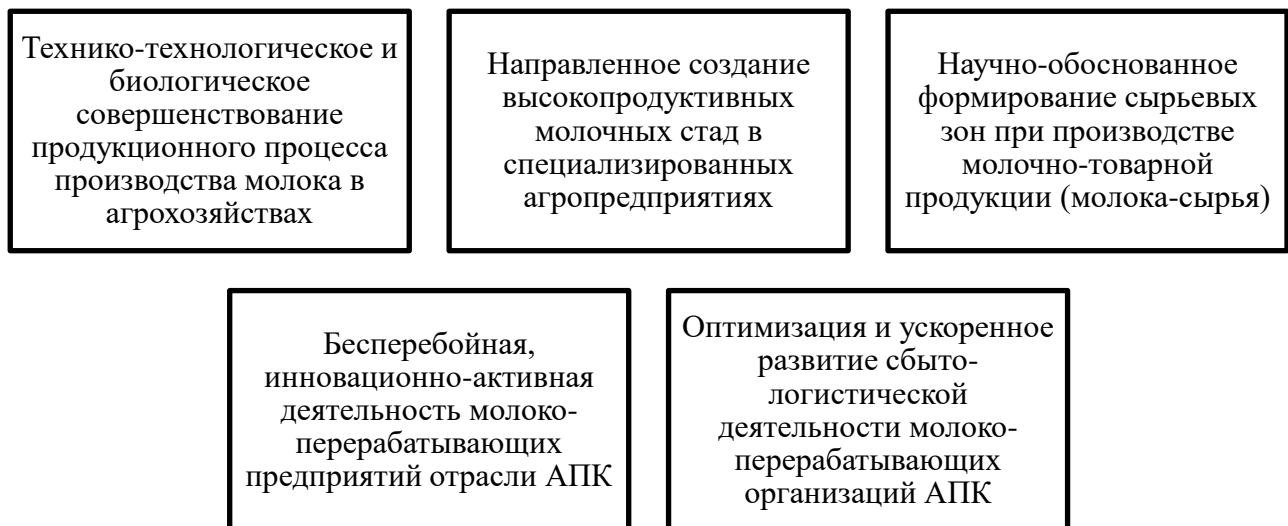 Технико-технологическое и
биологическое
совершенствование
продукционного процесса
производства молока в
агрохозяйствах
Направленное создание
высокопродуктивных
молочных стад в
специализированных
агропредприятиях
Научно-обоснованное
формирование сырьевых
зон при производстве
молочно-товарной
продукции (молока-сырья)
Бесперебойная,
инновационно-активная
деятельность молоко-
перерабатывающих
предприятий отрасли АПК
Оптимизация и ускоренное
развитие сбыто-
логистической
деятельности молоко-
перерабатывающих
организаций АПК